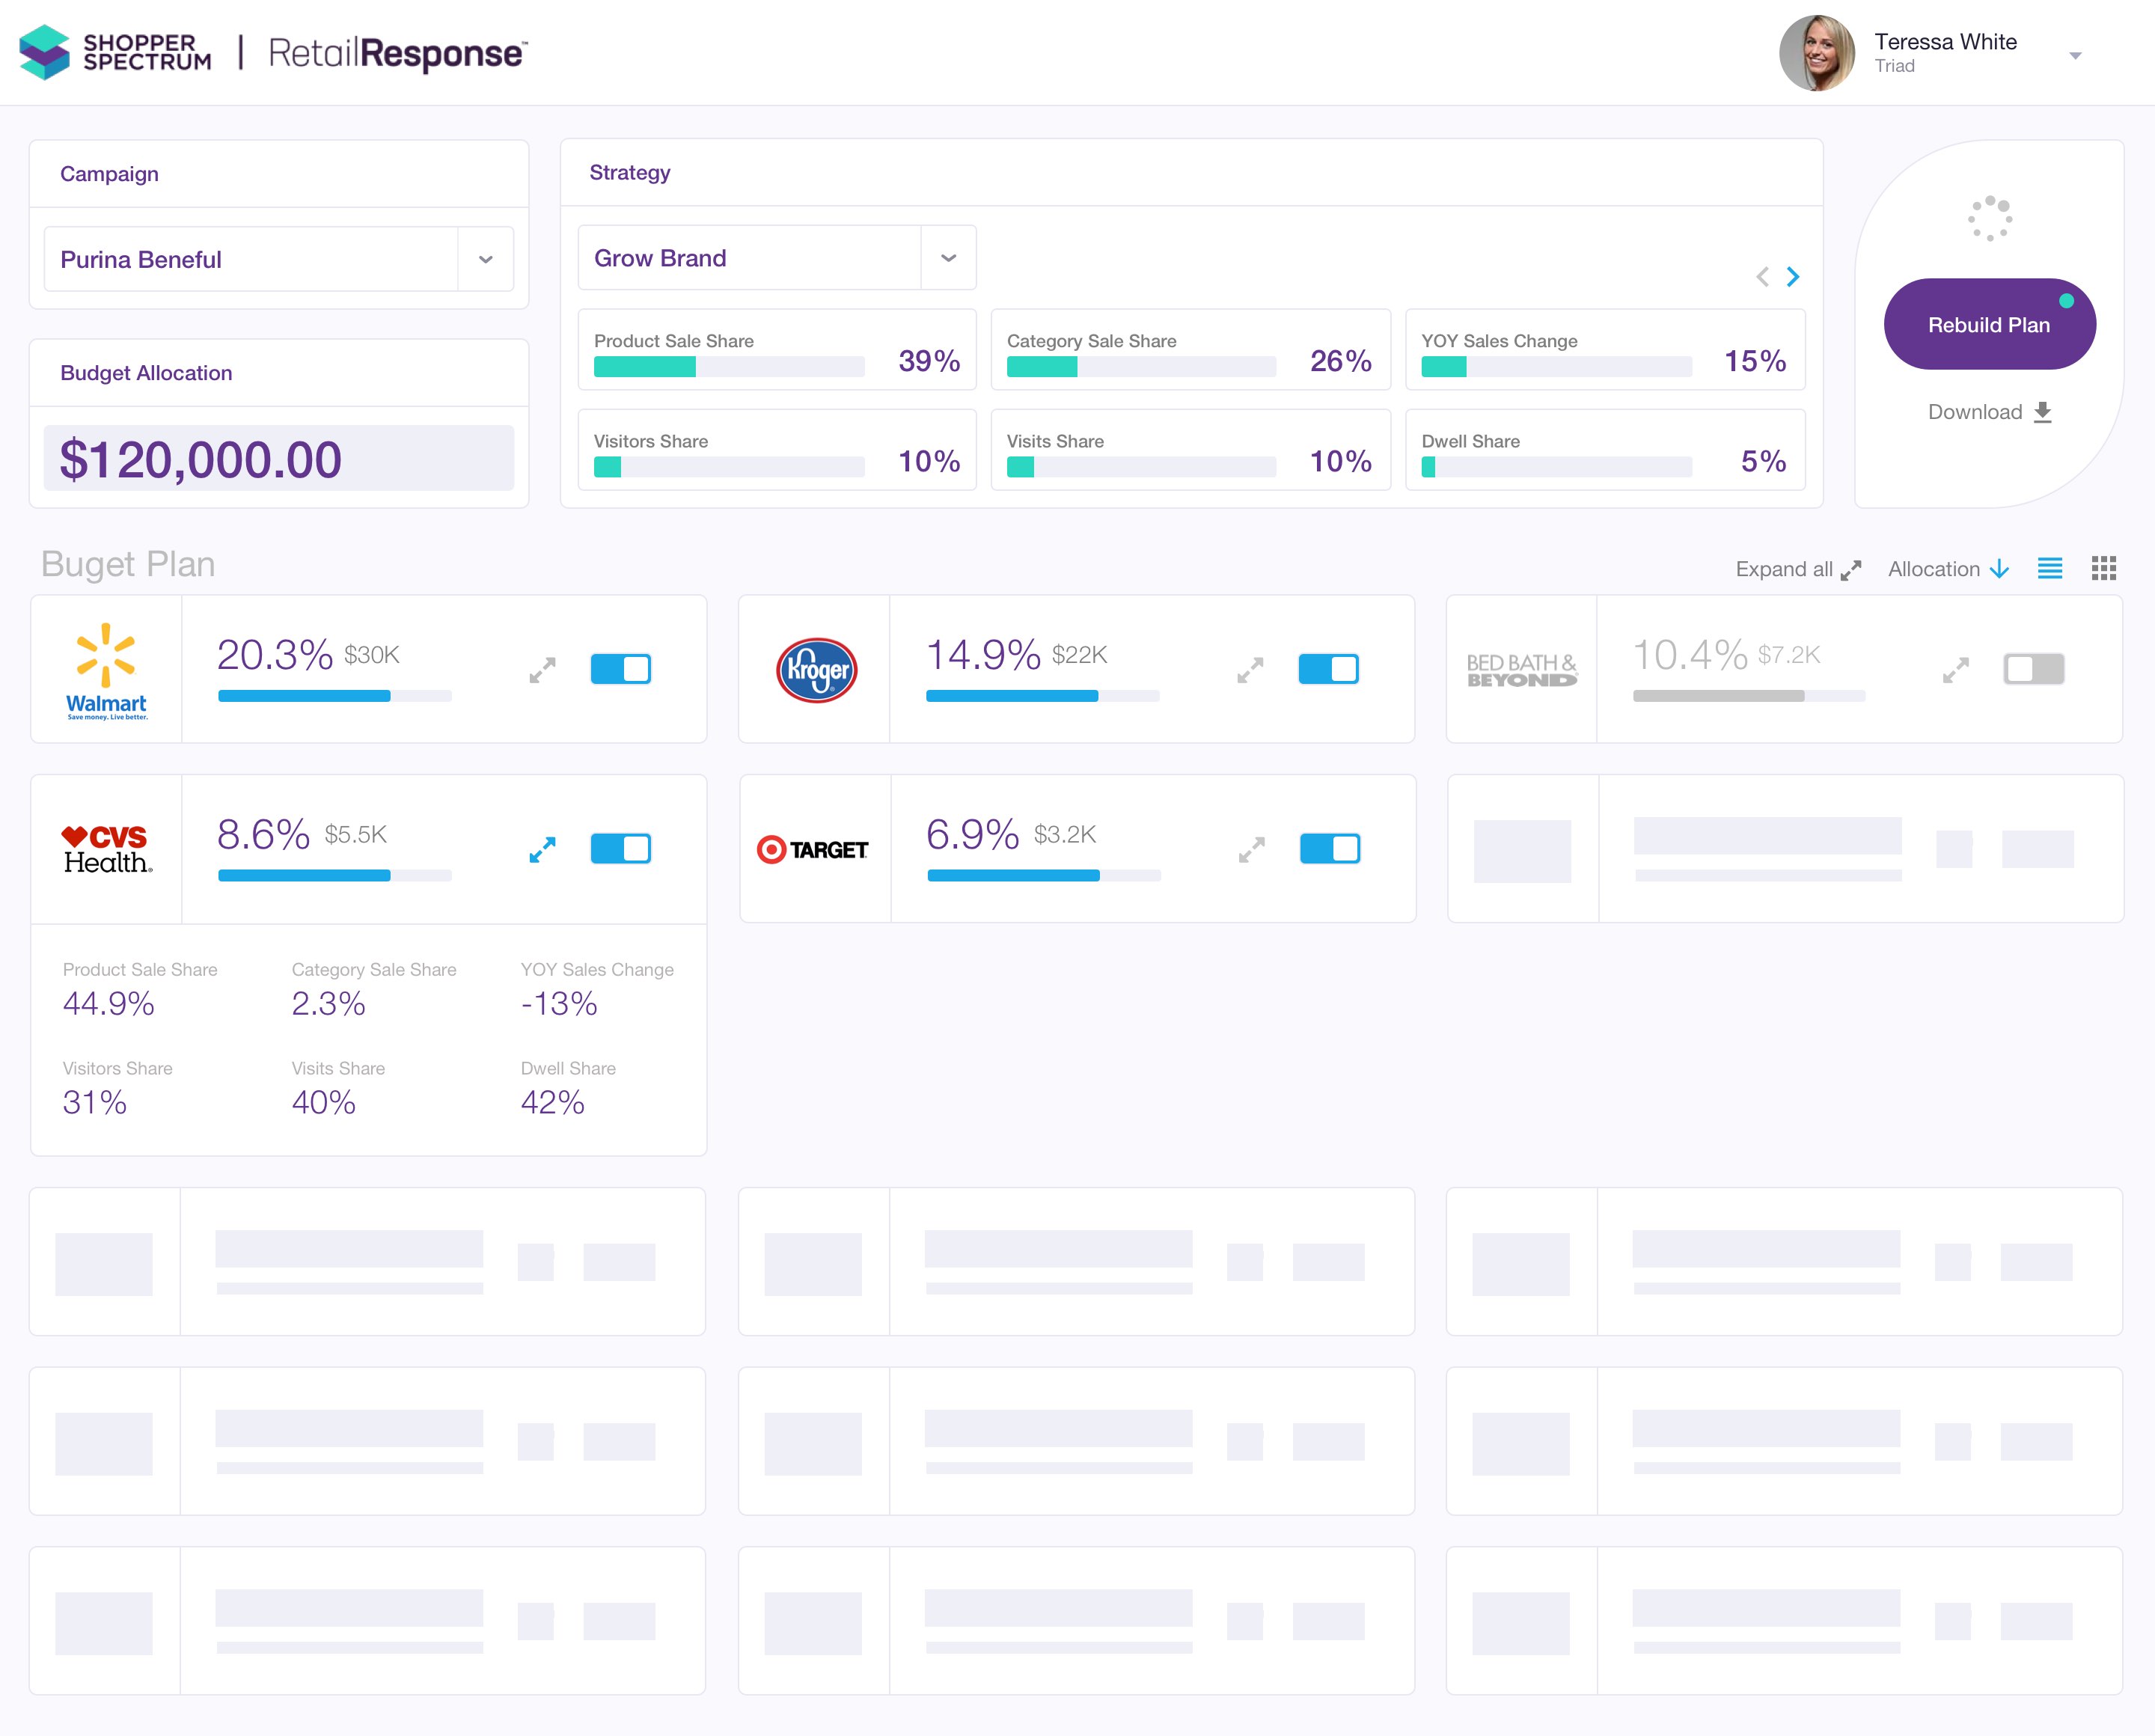 SHOPPER
SPECTRUM
RetailResponse™
Teressa White
Triad
Campaign
Purina Beneful
Budget Allocation
$120,000.00
Strategy
Grow Brand
Product Sale Share
39%
Category Sale Share
26%
YOY Sales Change
15%
Visitors Share
10%
Visits Share
10%
Dwell Share
5%
Rebuild Plan
Download
Buget Plan
Expand all
Allocation
Walmart
Save money. Live better.
20.3% $30K
Kroger
14.9% $22K
BED BATH &
BEYOND
10.4% $7.2K
CVS
Health®
8.6% $5.5K
TARGET
6.9% $3.2K
Product Sale Share
44.9%
Category Sale Share
2.3%
YOY Sales Change
-13%
Visitors Share
31%
Visits Share
40%
Dwell Share
42%